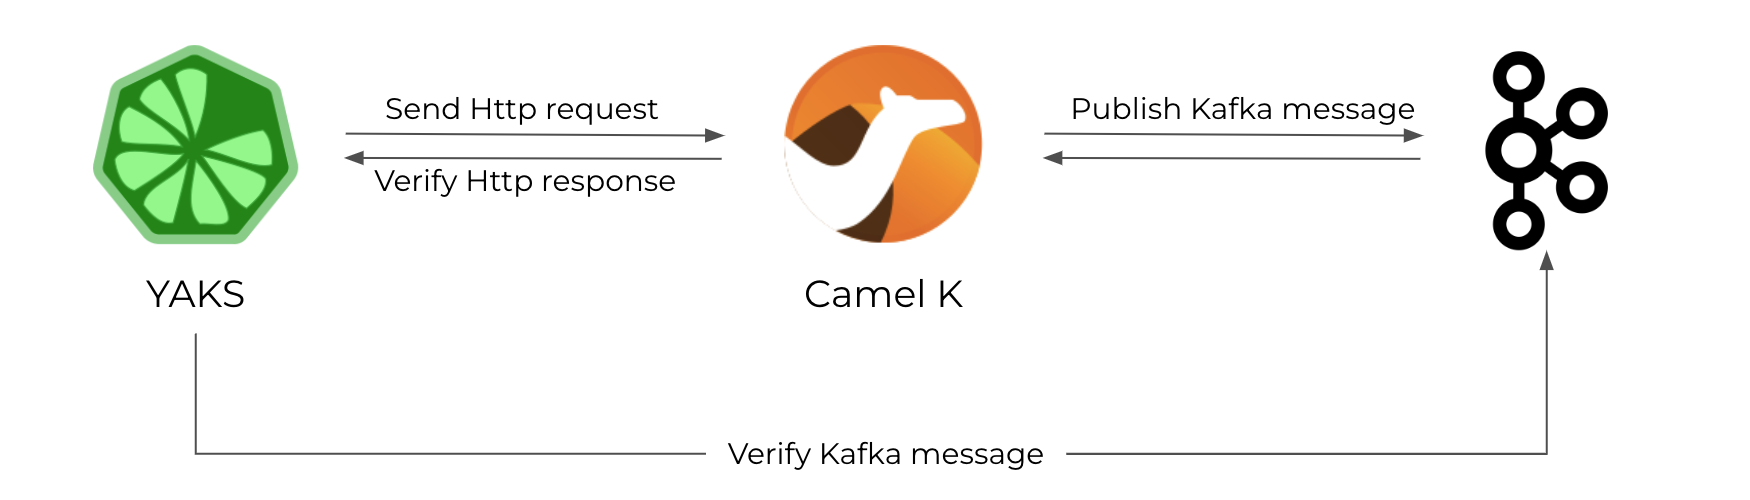 Send Http request
Publish Kafka message
Verify Http response
YAKS
Camel K
Verify Kafka message